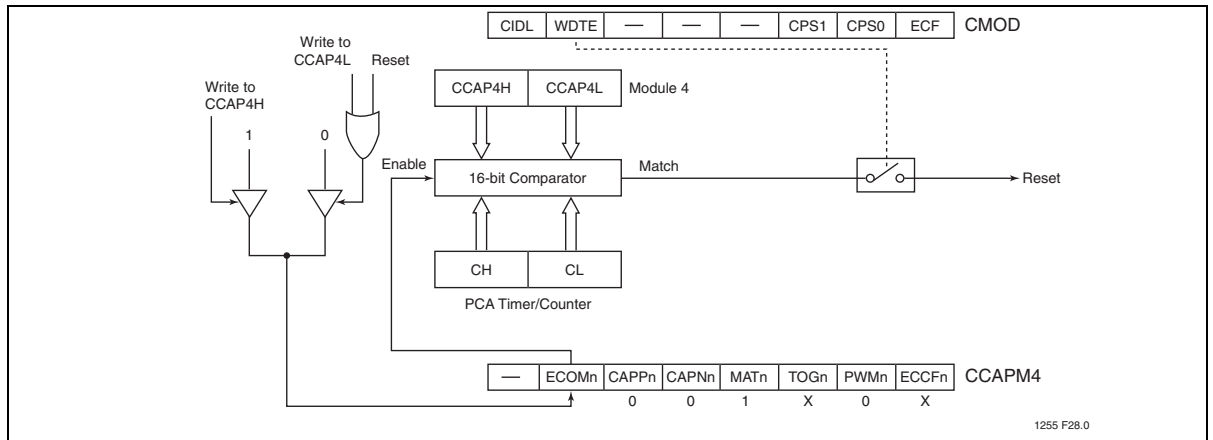 CIDL WDTE — — — CPS1 CPS0 ECF CMOD
Write to
CCAP4L Reset
Write to
CCAP4H
CCAP4H CCAP4L Module 4
1 0
Enable
16-bit Comparator
Match
Reset
CH CL
PCA Timer/Counter
— ECOMn CAPPn CAPNn MATn TOGn PWMn ECCFn CCAPM4
0 0 1 X 0 X
1255 F28.0